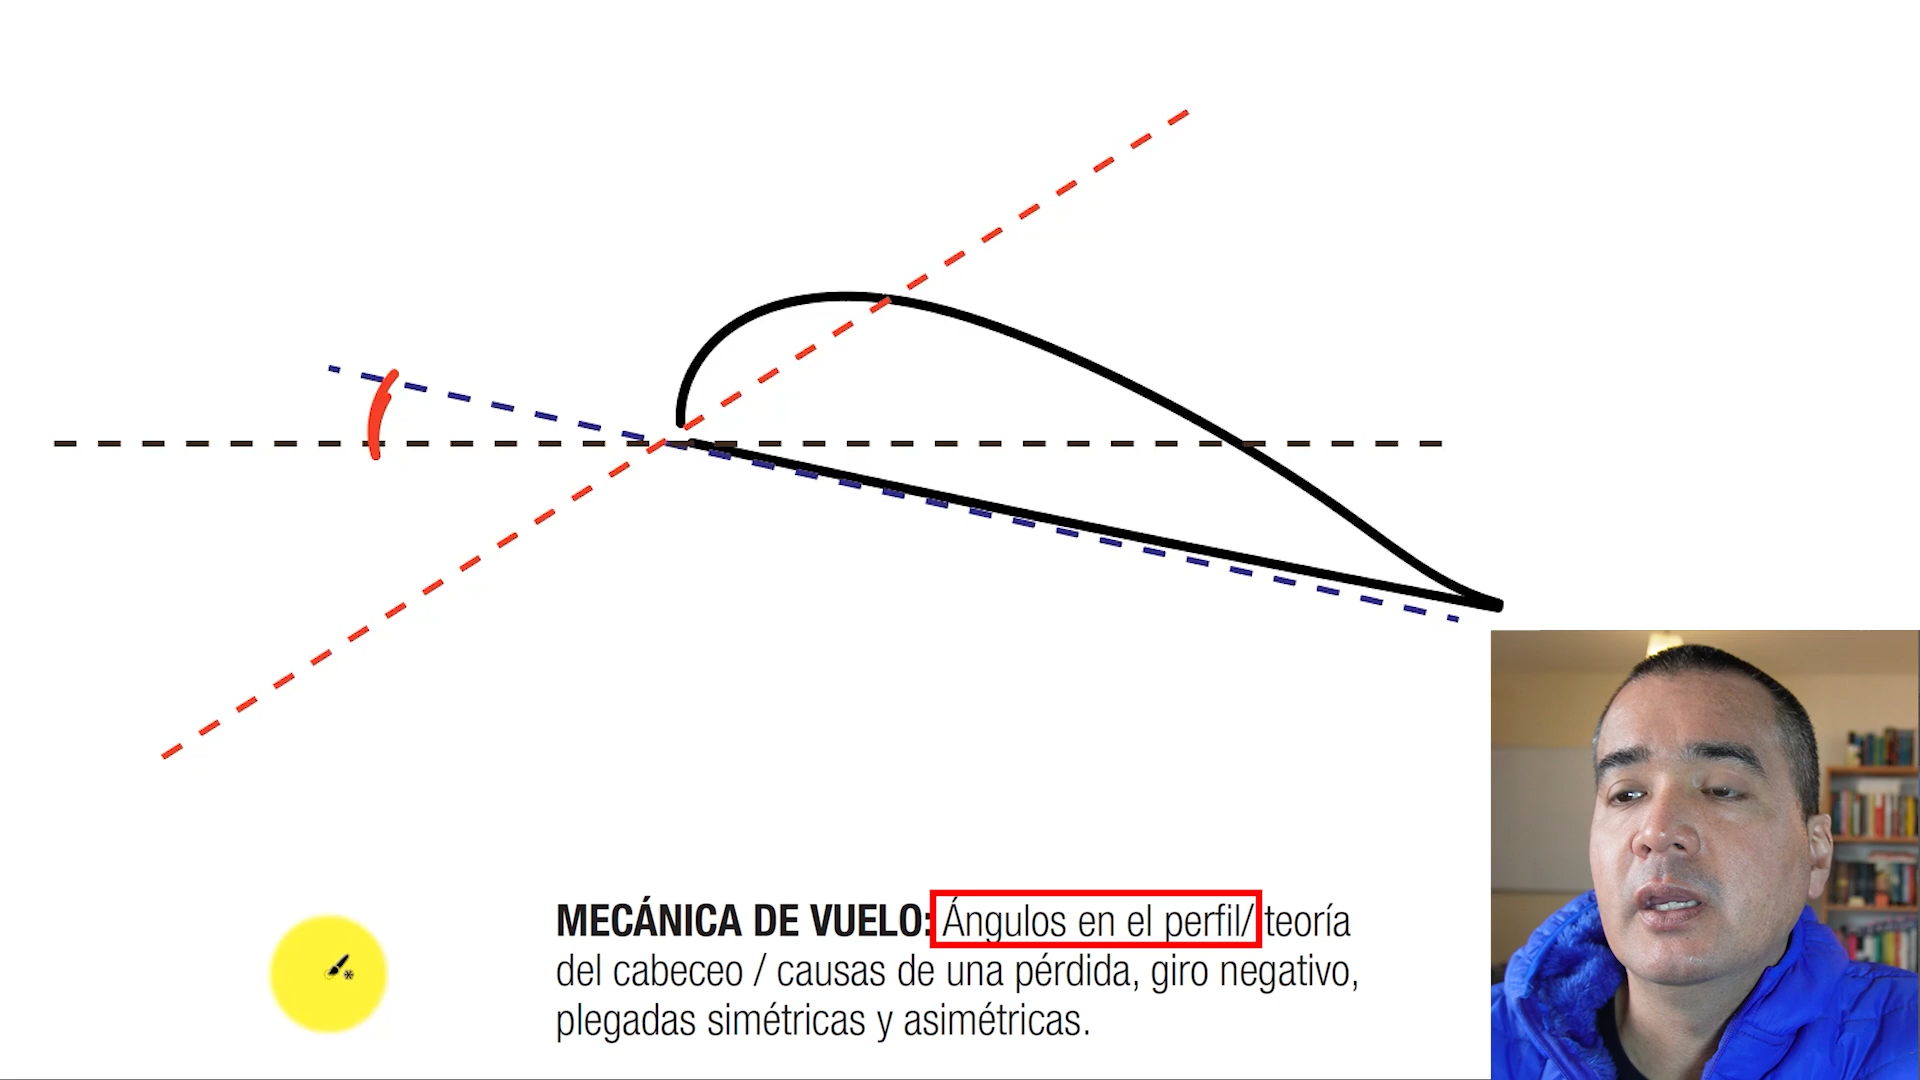 MECÁNICA DE VUELO: Ángulos en el perfil/ teoría
del cabeceo / causas de una pérdida, giro negativo,
plegadas simétricas y asimétricas.